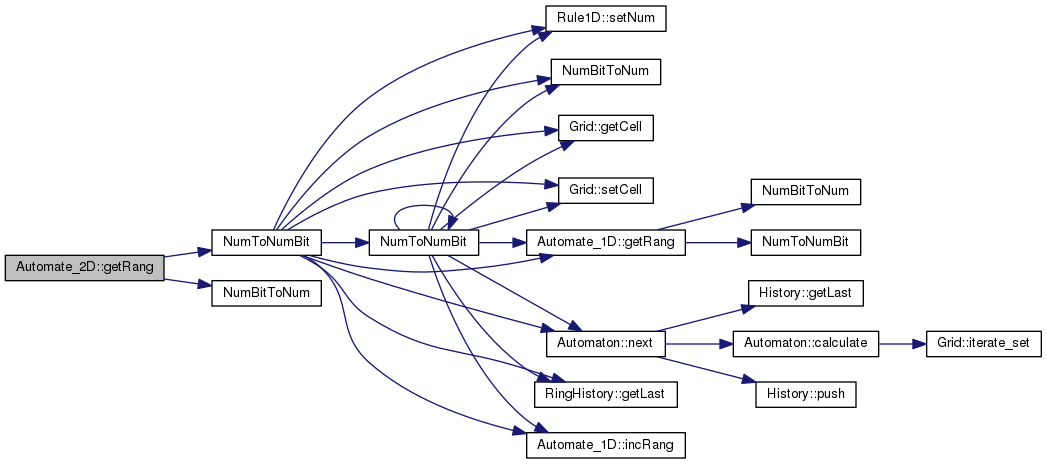 Rule1D::setNum
NumBitToNum
Grid::getCell
Grid::setCell
NumBitToNum
NumToNumBit
NumToNumBit
Automate_1D::getRang
NumToNumBit
Automate_2D::getRang
NumBitToNum
History::getLast
Automaton::next
Automaton::calculate
Grid::iterate_set
RingHistory::getLast
History::push
Automate_1D::incRang